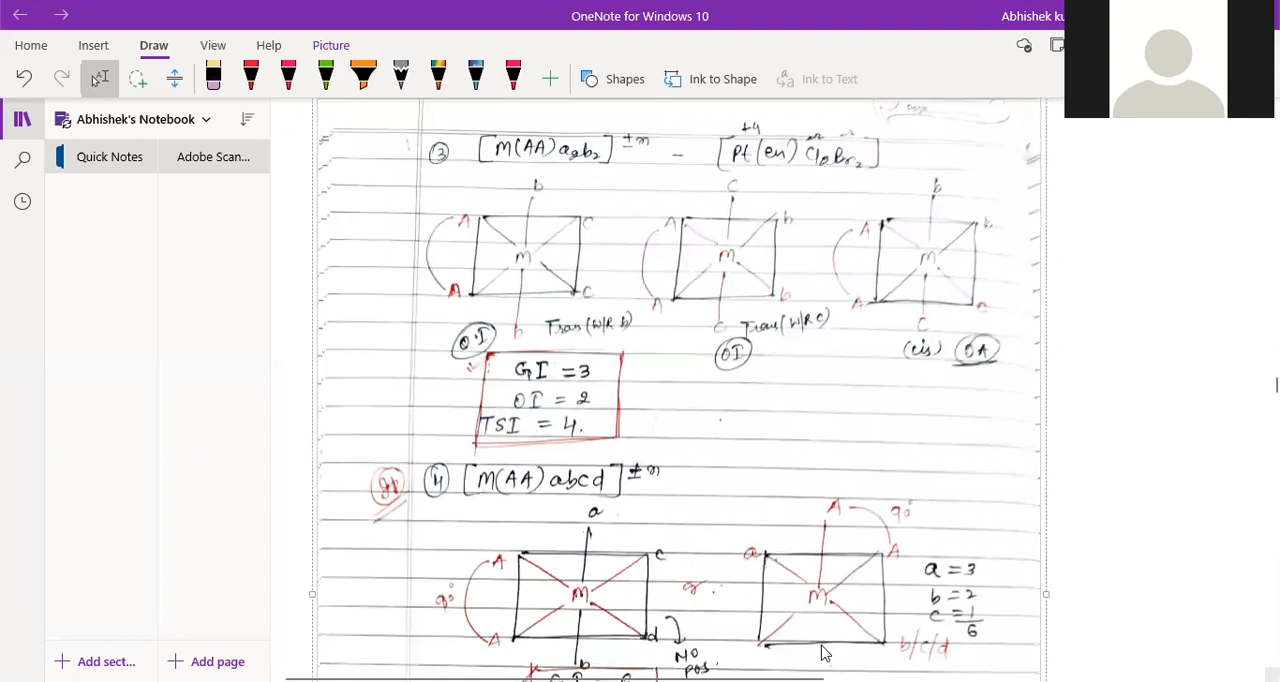 OneNote for Windows 10
Abhishek ku
Home Insert Draw View Help Picture
Shapes Ink to Shape Ink to Text
Abhishek's Notebook
Quick Notes Adobe Scan...
③ [M(AA)a₂b₂]±n - [Pt(en)Cl₂Br₂]
+4
b C b
A C A b A b
M M M
A C A b A a
b C C
Trans(W/R b) Trans(W/R C) (cis) OA
O.I OI
GI = 3
OI = 2
TSI = 4.
④ [M(AA)abcd]±n
a A 90°
A c a A
90° M or M
A d
b
NO
pos.
a = 3
b = 2
c = 1
6
b/c/d
Add sect... Add page